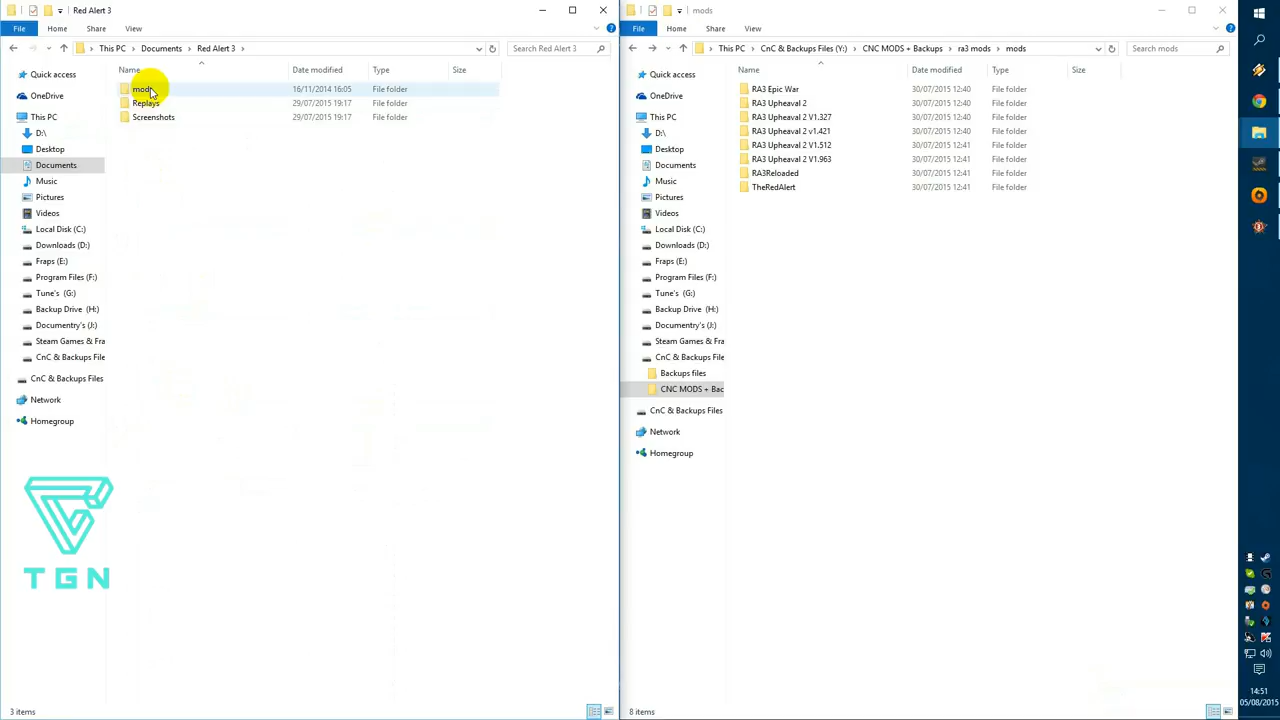 Red Alert 3
File
Home
Share
View
This PC
Documents
Red Alert 3
Search Red Alert 3
Name
Date modified
Type
Size
mods
16/11/2014 16:05
File folder
Replays
29/07/2015 19:17
File folder
Screenshots
29/07/2015 19:17
File folder
Quick access
OneDrive
This PC
D:\
Desktop
Documents
Music
Pictures
Videos
Local Disk (C:)
Downloads (D:)
Fraps (E:)
Program Files (F:)
Tune's (G:)
Backup Drive (H:)
Documentry's (J:)
Steam Games & Fra
CnC & Backups File
CnC & Backups Files
Network
Homegroup
TGN
3 items
mods
File
Home
Share
View
This PC
CnC & Backups Files (Y:)
CNC MODS + Backups
ra3 mods
mods
Search mods
Name
Date modified
Type
Size
RA3 Epic War
30/07/2015 12:40
File folder
RA3 Upheaval 2
30/07/2015 12:40
File folder
RA3 Upheaval 2 V1.327
30/07/2015 12:40
File folder
RA3 Upheaval 2 v1.421
30/07/2015 12:40
File folder
RA3 Upheaval 2 V1.512
30/07/2015 12:41
File folder
RA3 Upheaval 2 V1.963
30/07/2015 12:41
File folder
RA3Reloaded
30/07/2015 12:41
File folder
TheRedAlert
30/07/2015 12:41
File folder
Quick access
OneDrive
This PC
D:\
Desktop
Documents
Music
Pictures
Videos
Local Disk (C:)
Downloads (D:)
Fraps (E:)
Program Files (F:)
Tune's (G:)
Backup Drive (H:)
Documentry's (J:)
Steam Games & Fra
CnC & Backups File
Backups files
CNC MODS + Bac
CnC & Backups Files
Network
Homegroup
8 items
14:51
05/08/2015